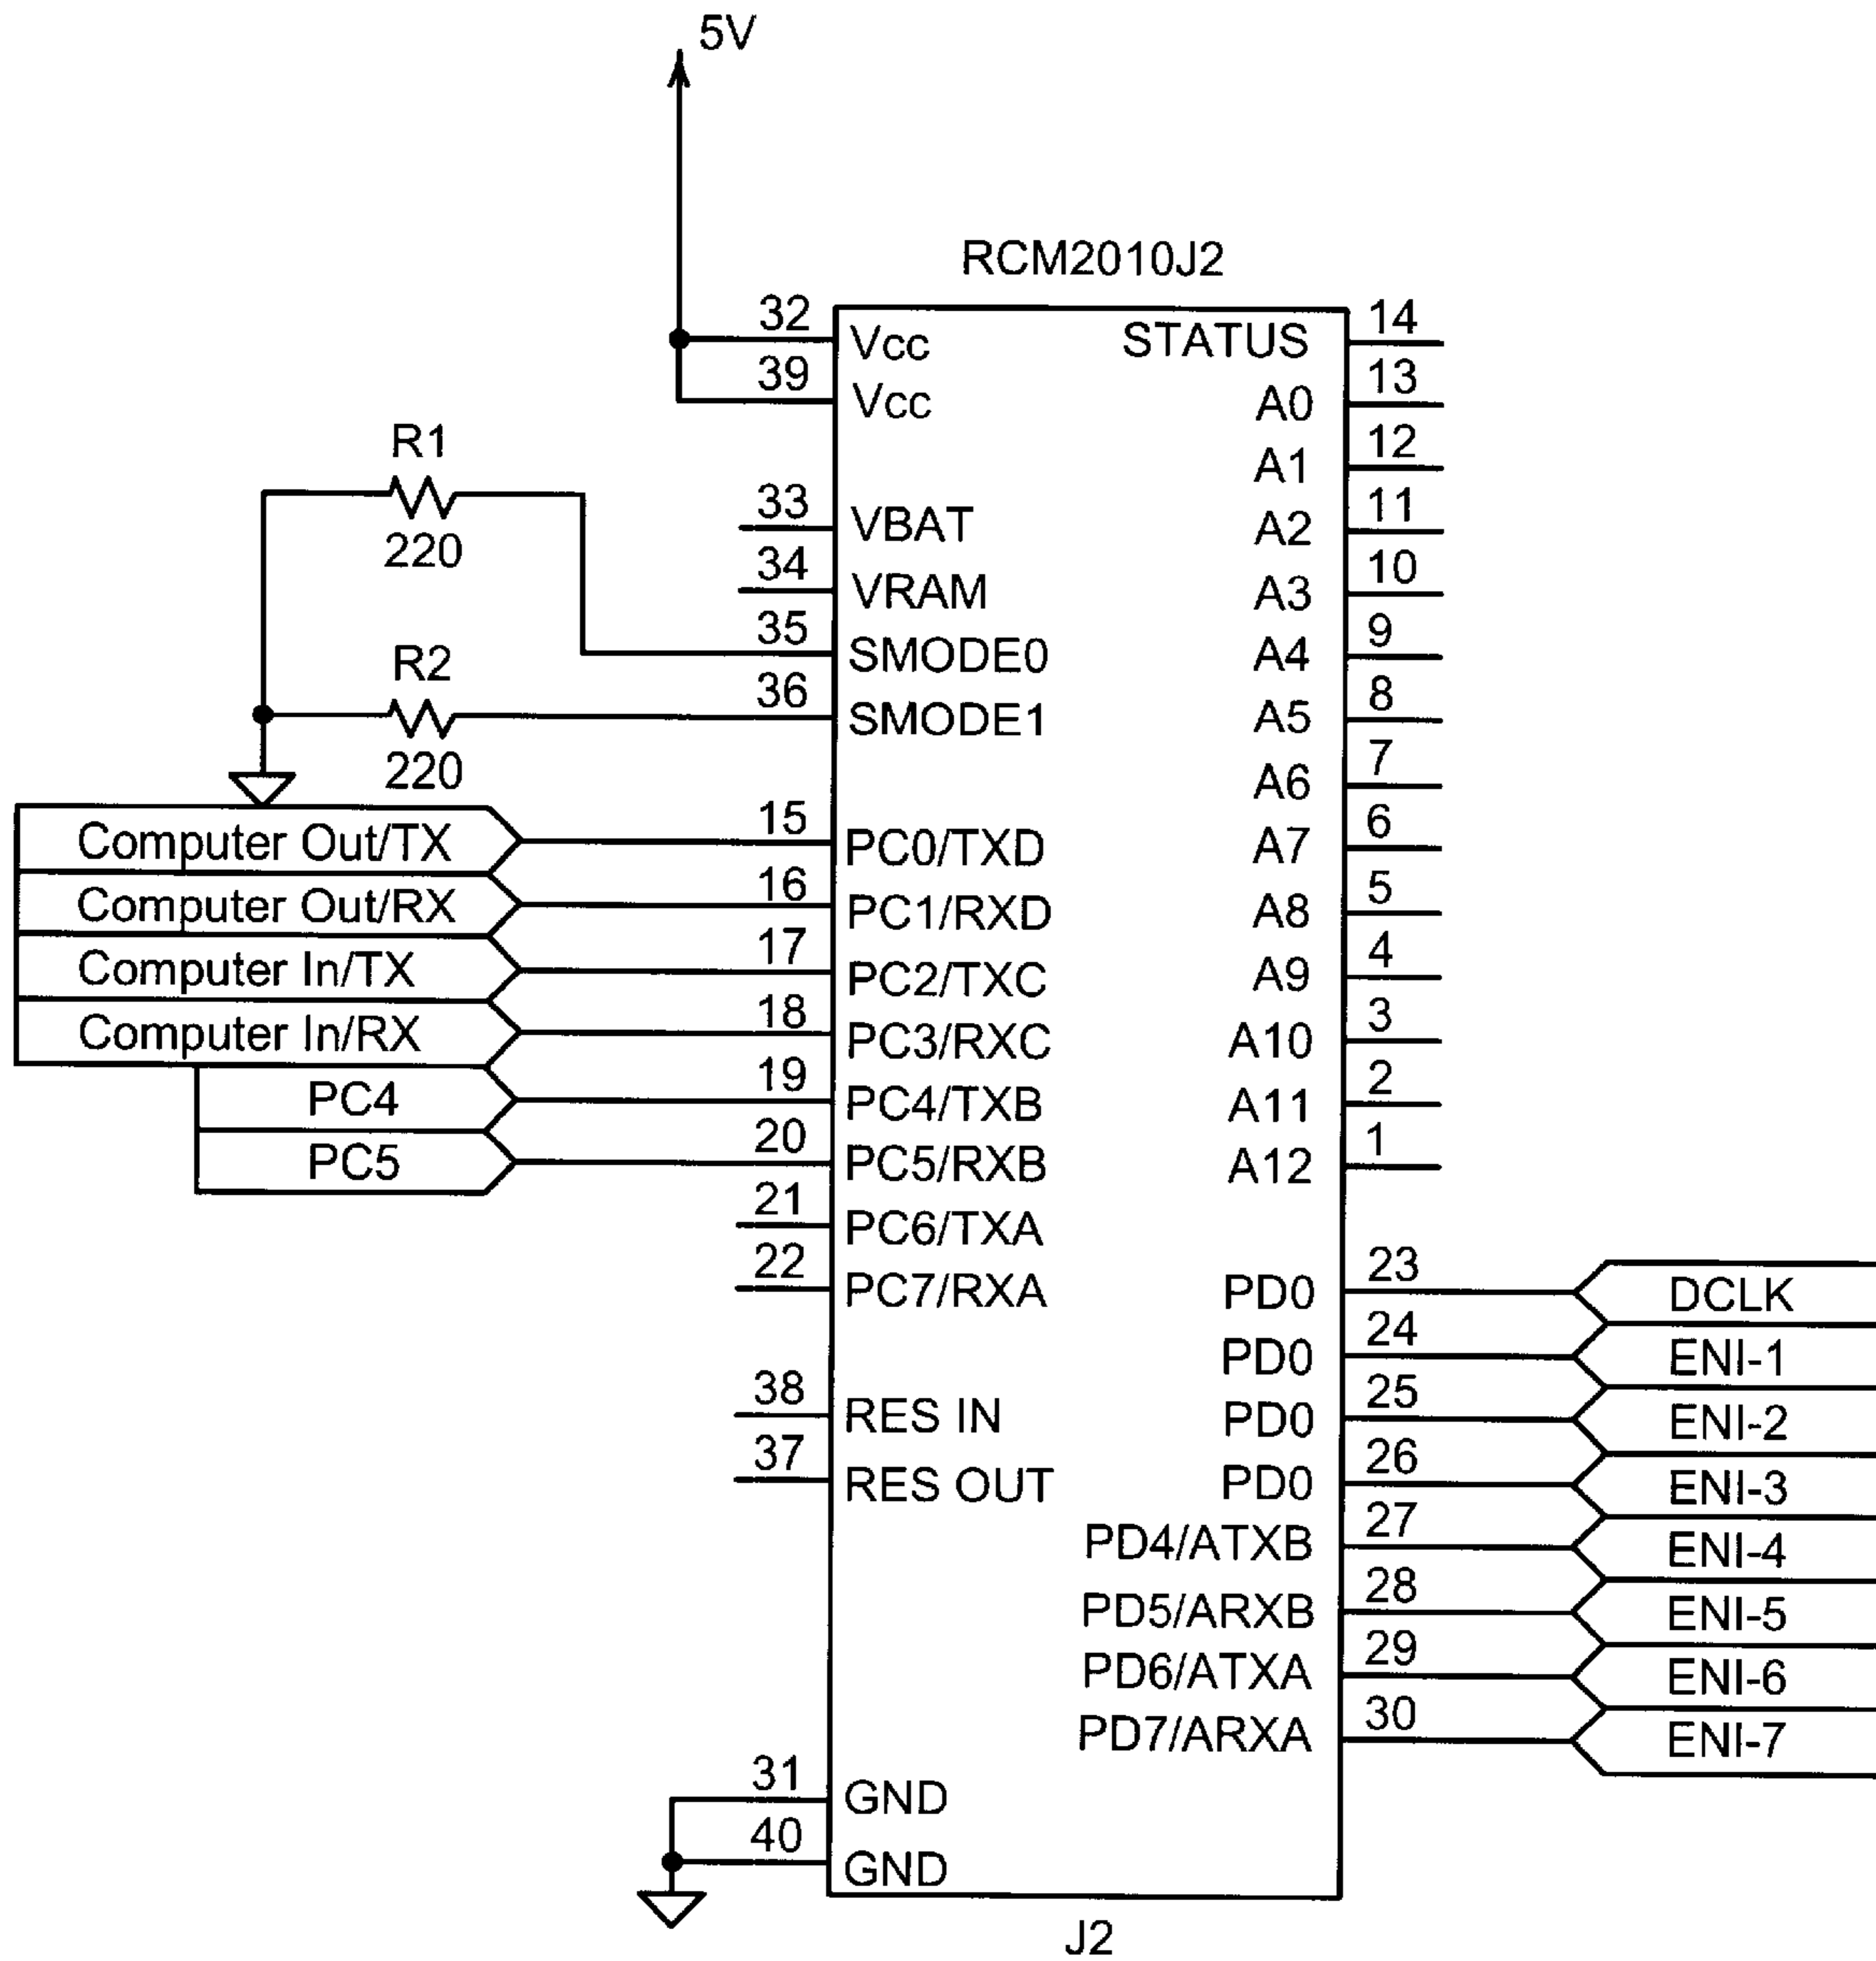 5V
RCM2010J2
32 Vcc STATUS 14
39 Vcc A0 13
R1
220
A1 12
33 VBAT A2 11
34 VRAM A3 10
35 SMODE0 A4 9
R2
220
36 SMODE1 A5 8
A6 7
Computer Out/TX 15 PC0/TXD A7 6
Computer Out/RX 16 PC1/RXD A8 5
Computer In/TX 17 PC2/TXC A9 4
Computer In/RX 18 PC3/RXC A10 3
PC4 19 PC4/TXB A11 2
PC5 20 PC5/RXB A12 1
21 PC6/TXA
22 PC7/RXA PD0 23 DCLK
PD0 24 ENI-1
38 RES IN PD0 25 ENI-2
37 RES OUT PD0 26 ENI-3
PD4/ATXB 27 ENI-4
PD5/ARXB 28 ENI-5
PD6/ATXA 29 ENI-6
PD7/ARXA 30 ENI-7
31 GND
40 GND
J2